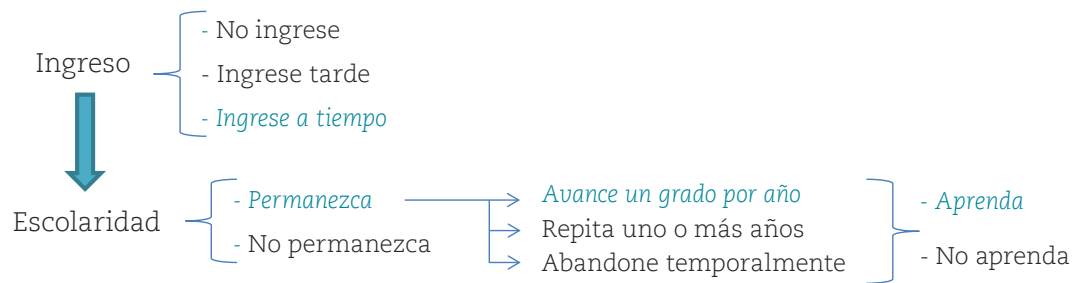 Ingreso
- No ingrese
- Ingrese tarde
- Ingrese a tiempo
Escolaridad
- Permanezca
- No permanezca
Avance un grado por año
Repita uno o más años
Abandone temporalmente
- Aprenda
- No aprenda